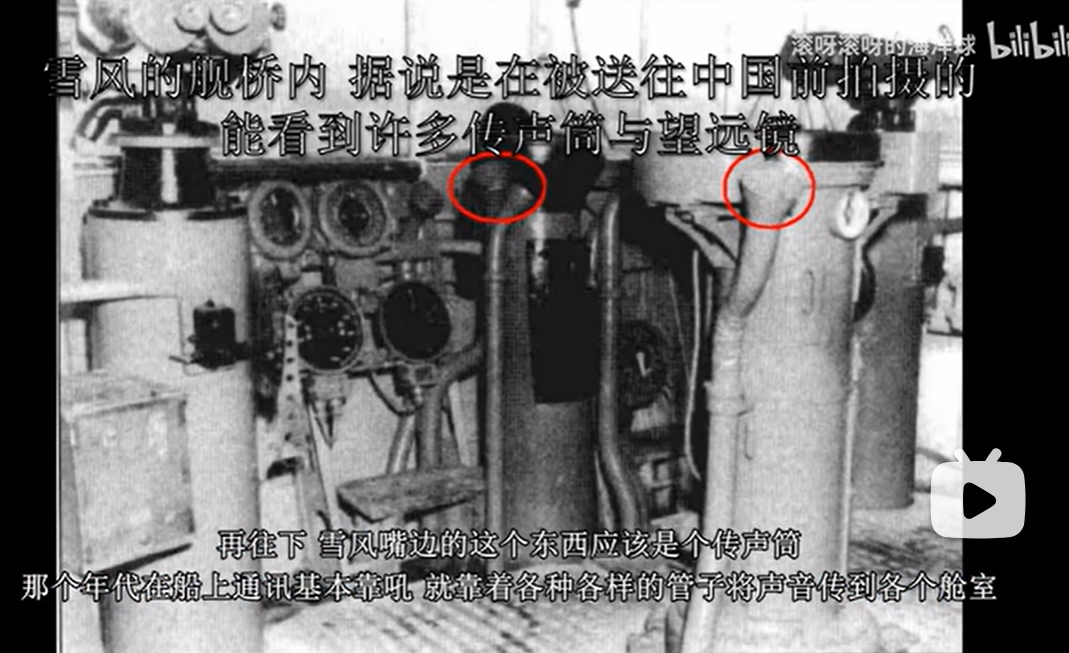 滚呀滚呀的海洋球 bilibili
雪风的舰桥内 据说是在被送往中国前拍摄的
能看到许多传声筒与望远镜
再往下 雪风嘴边的这个东西应该是个传声筒
那个年代在船上通讯基本靠吼 就靠着各种各样的管子将声音传到各个舱室